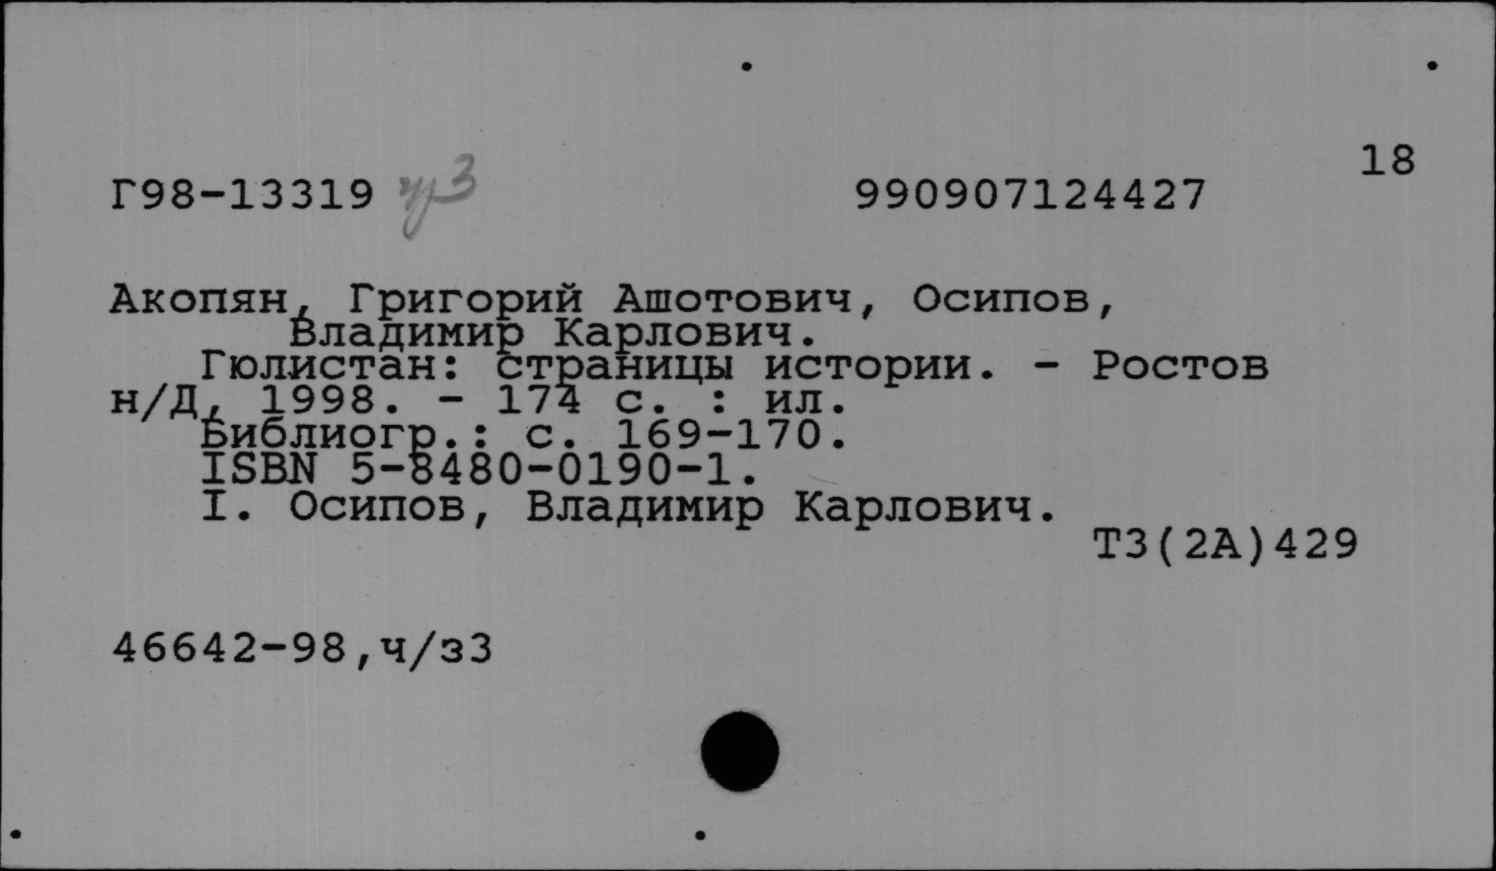 18
Г98-13319 990907124427
Акопян, Григорий Ашотович, Осипов,
Владимир Карлович.
Гюлистан: страницы истории. - Ростов
н/Д, 1998. - 174 с. : ил.
Библиогр.: с. 169-170.
ISBN 5-8480-0190-1.
I. Осипов, Владимир Карлович.
Т3(2А)429
46642-98,ч/з3